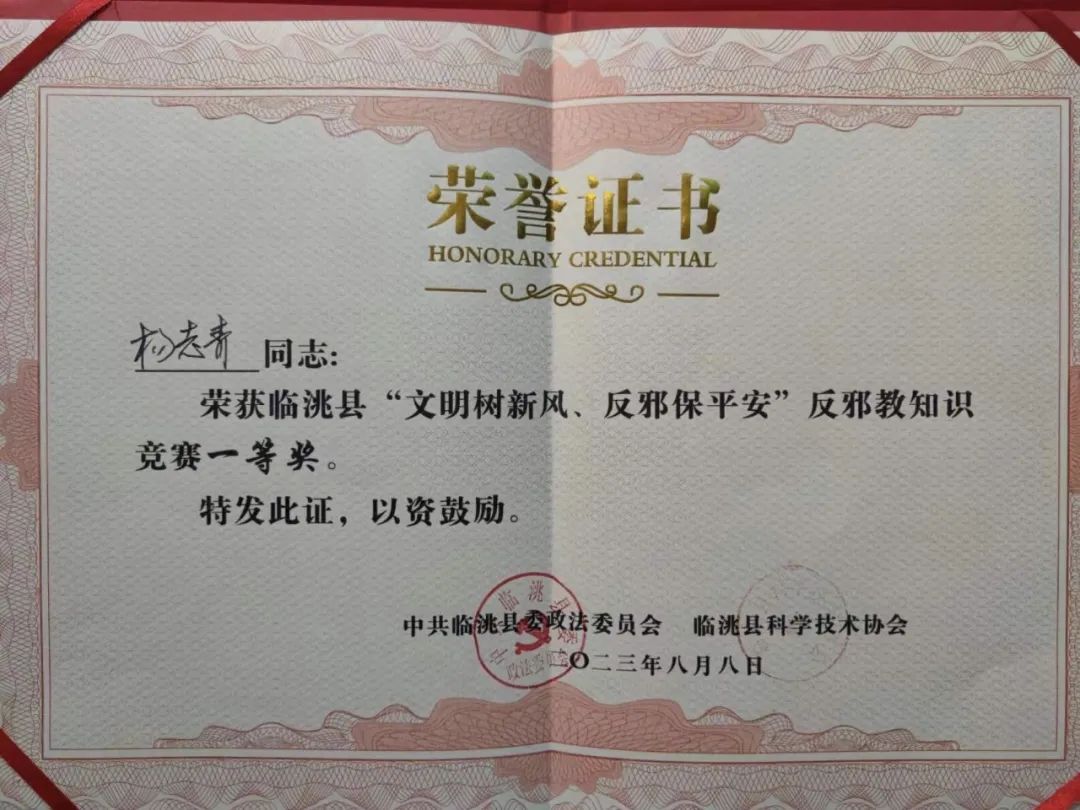 荣誉证书
HONORARY CREDENTIAL
杨志青 同志:
荣获临洮县“文明树新风、反邪保平安”反邪教知识
竞赛一等奖。
特发此证，以资鼓励。
中共临洮县委政法委员会 临洮县科学技术协会
〇二三年八月八日